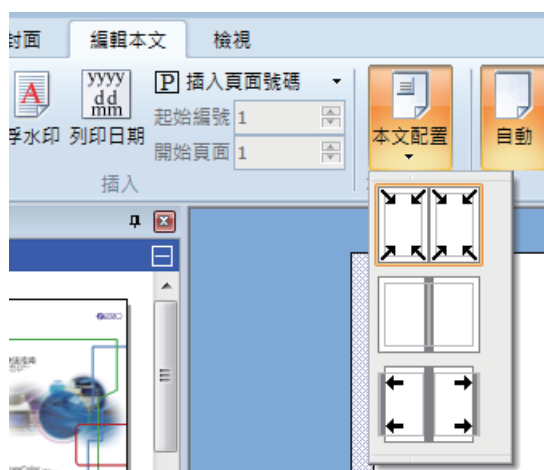 封面 編輯本文 檢視
A
浮水印
yyyy
dd
mm
列印日期
P 插入頁面號碼
起始編號 1
開始頁面 1
插入
本文配置
自動